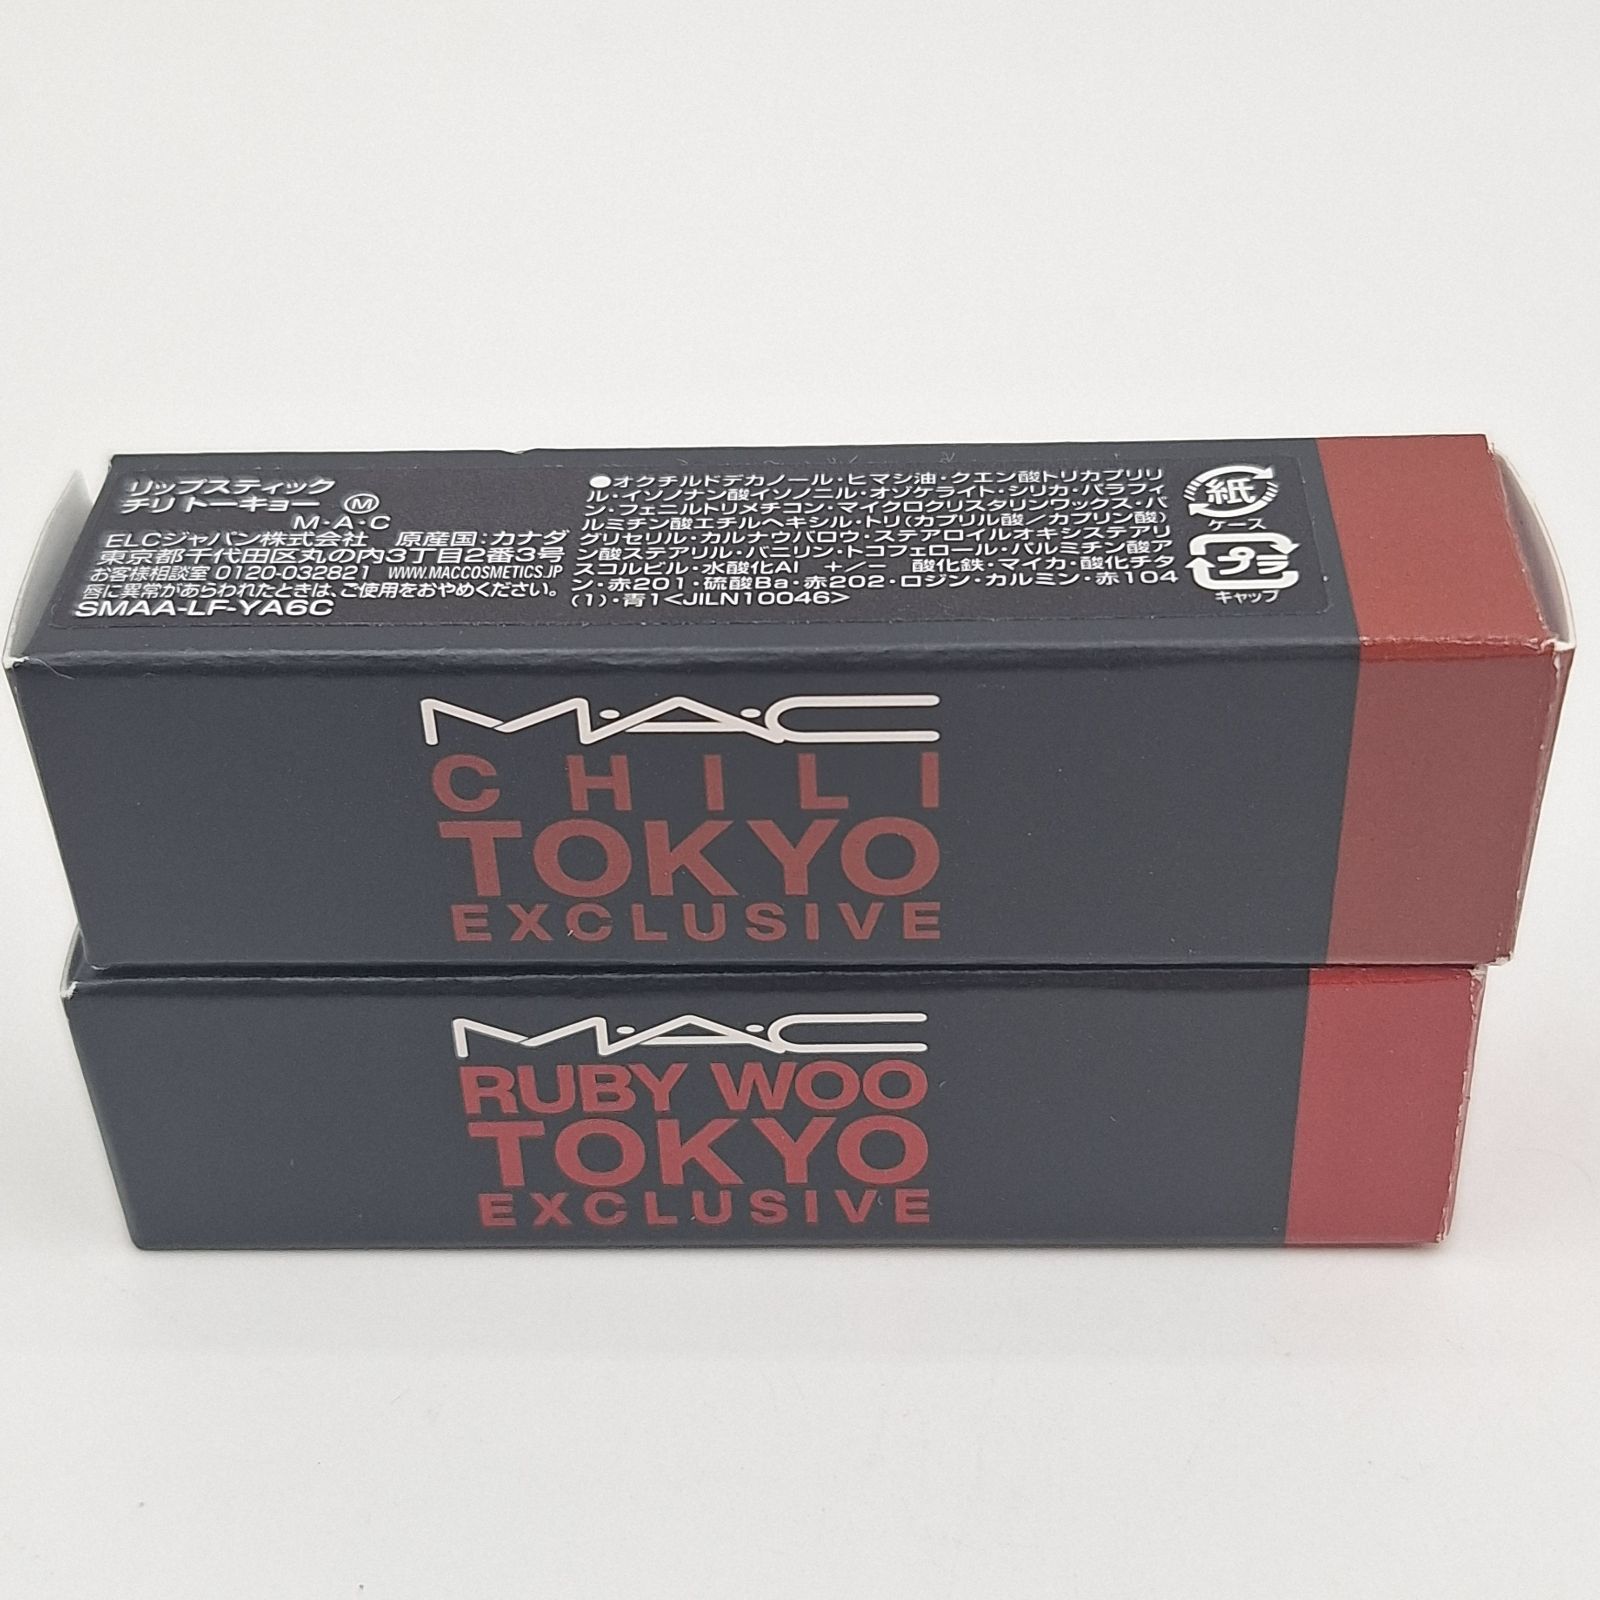 リップスティック
チリ トーキョー Ⓜ
M・A・C
ELCジャパン株式会社 原産国:カナダ
東京都千代田区丸の内3丁目2番3号
お客様相談室 0120-032821 WWW.MACCOSMETICS.JP
唇に異常があらわれたときは、ご使用をおやめください。
SMAA-LF-YA6C
●オクチルドデカノール・ヒマシ油・クエン酸トリカプリリ
ル・イソノナン酸イソノニル・オゾケライト・シリカ・パラフィ
ン・フェニルトリメチコン・マイクロクリスタリンワックス・パ
ルミチン酸エチルヘキシル・トリ(カプリル酸/カプリン酸)
グリセリル・カルナウバロウ・ステアロイルオキシステアリ
ン酸ステアリル・バニリン・トコフェロール・パルミチン酸ア
スコルビル・水酸化Al +/- 酸化鉄・マイカ・酸化チタ
ン・赤201・硫酸Ba・赤202・ロジン・カルミン・赤104
(1)・青1<JILN10046>
紙
ケース
プラ
キャップ
M·A·C
CHILI
TOKYO
EXCLUSIVE
M·A·C
RUBY WOO
TOKYO
EXCLUSIVE